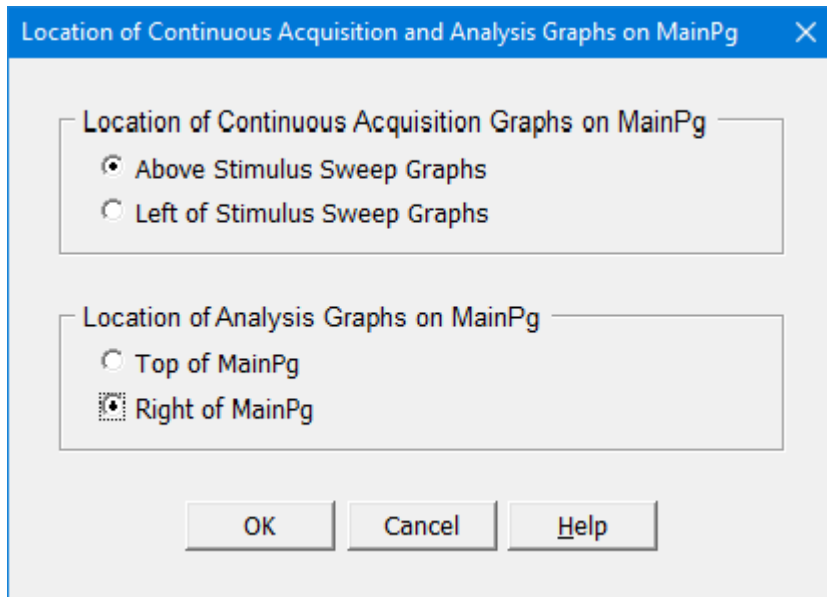 Location of Continuous Acquisition and Analysis Graphs on MainPg
Location of Continuous Acquisition Graphs on MainPg
Above Stimulus Sweep Graphs
Left of Stimulus Sweep Graphs
Location of Analysis Graphs on MainPg
Top of MainPg
Right of MainPg
OK Cancel Help